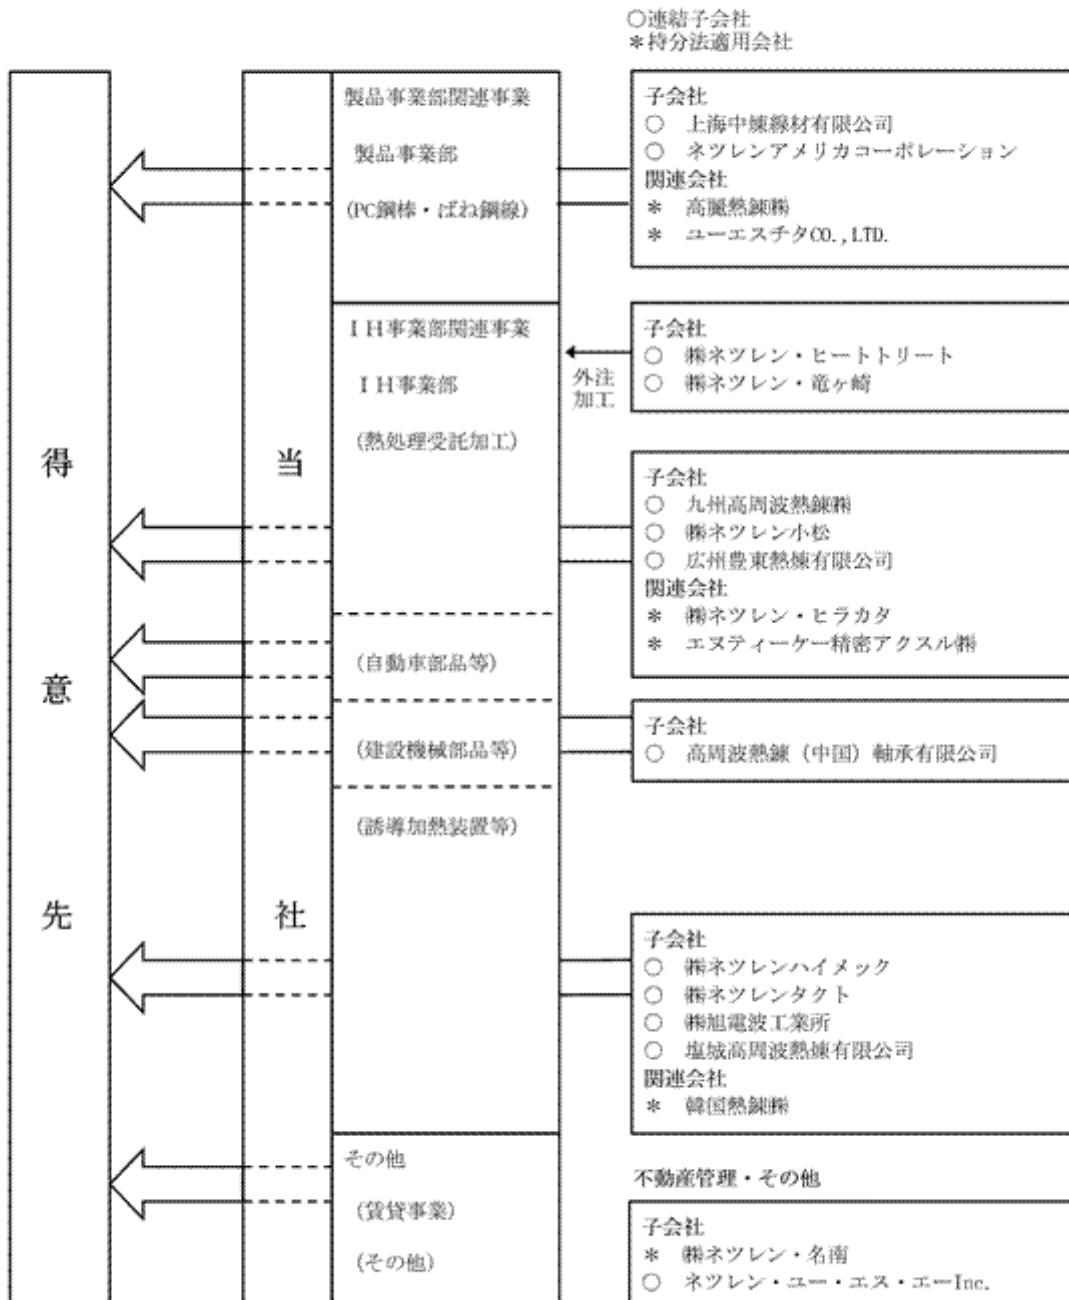 ○連結子会社
＊持分法適用会社
得意先
当社
製品事業部関連事業
製品事業部
(PC鋼棒・ばね鋼線)
子会社
○ 上海中煉線材有限公司
○ ネツレンアメリカコーポレーション
関連会社
＊ 高麗熱錬㈱
＊ ユーエスチタCO.,LTD.
ＩＨ事業部関連事業
ＩＨ事業部
(熱処理受託加工)
外注
加工
子会社
○ ㈱ネツレン・ヒートトリート
○ ㈱ネツレン・竜ヶ崎
子会社
○ 九州高周波熱錬㈱
○ ㈱ネツレン小松
○ 広州豊東熱煉有限公司
関連会社
＊ ㈱ネツレン・ヒラカタ
＊ エヌティーケー精密アクスル㈱
(自動車部品等)
(建設機械部品等)
子会社
○ 高周波熱錬（中国）軸承有限公司
(誘導加熱装置等)
子会社
○ ㈱ネツレンハイメック
○ ㈱ネツレンタクト
○ ㈱旭電波工業所
○ 塩城高周波熱煉有限公司
関連会社
＊ 韓国熱錬㈱
その他
(賃貸事業)
(その他)
不動産管理・その他
子会社
＊ ㈱ネツレン・名南
○ ネツレン・ユー・エス・エーInc.